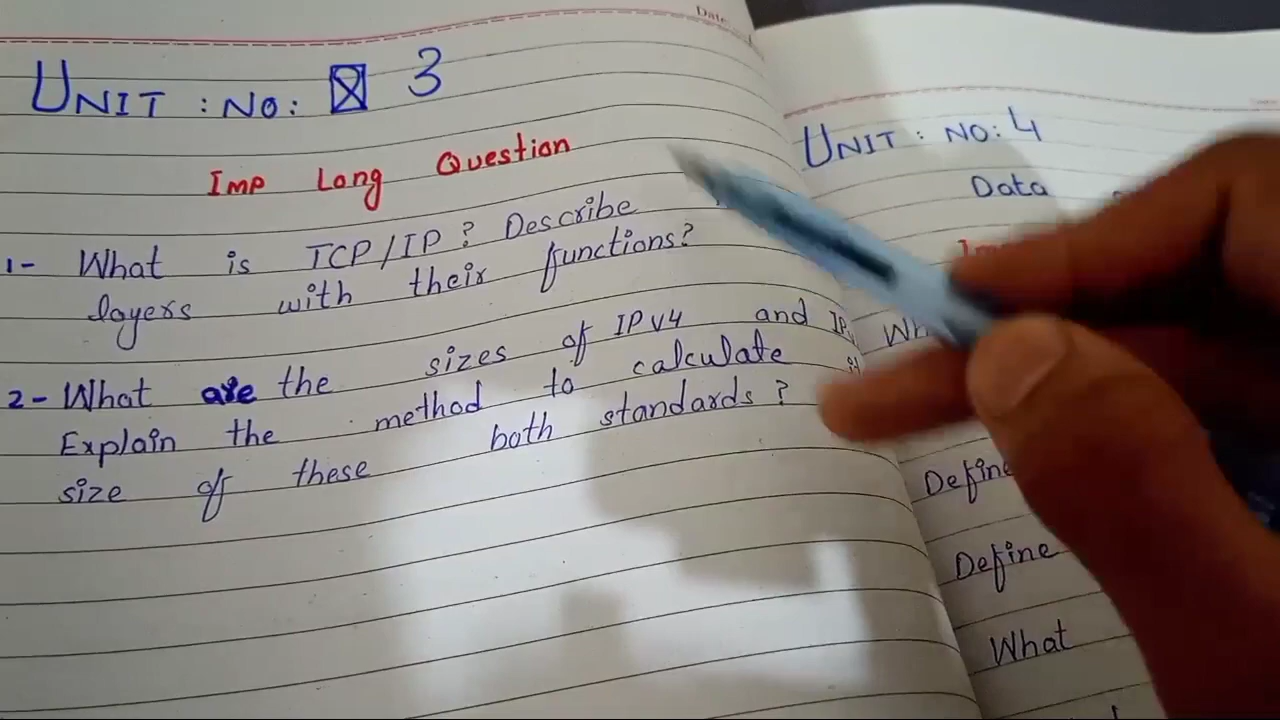 Date:
UNIT : NO: 3
Imp Long Question
1- What is TCP/IP? Describe
layers with their functions?
2- What are the sizes of IPV4 and
Explain the method to calculate
size of these both standards?
UNIT : NO: 4
Data
Define
Define
What